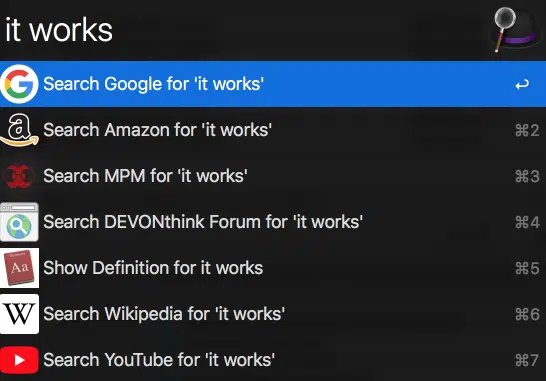 it works
Search Google for 'it works'
↩
Search Amazon for 'it works'
⌘2
Search MPM for 'it works'
⌘3
Search DEVONthink Forum for 'it works'
⌘4
Aa
Show Definition for it works
⌘5
W
Search Wikipedia for 'it works'
⌘6
Search YouTube for 'it works'
⌘7